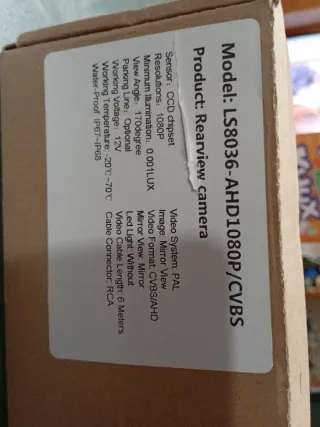 Model: LS8036-AHD1080P/CVBS
Product: Rearview camera
Sensor: CCD chipset
Resolutions: 1080P
Minimum Illumination: 0.001LUX
View Angle: 170degree
Parking Line: Optional
Working Voltage: 12V
Working Temperature: -20℃~70℃
Water-Proof: IP67~IP68
Video System: PAL
Image: Mirror View
Video Format: CVBS/AHD
Mirror View: Mirror
Led Light: Without
Video Cable Length: 6 Meters
Cable Connector: RCA